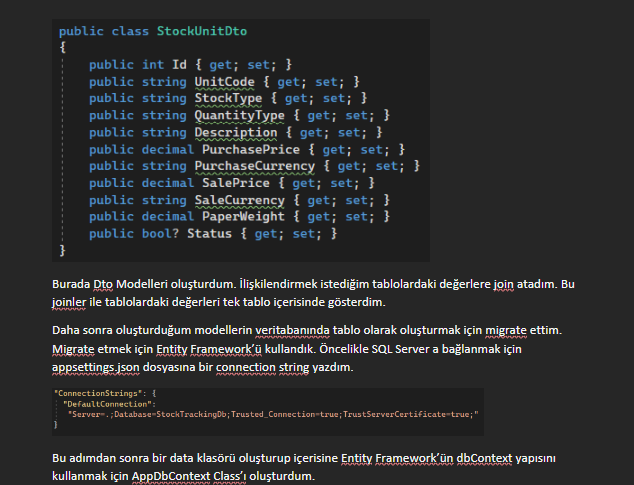 public class StockUnitDto
{
public int Id { get; set; }
public string UnitCode { get; set; }
public string StockType { get; set; }
public string QuantityType { get; set; }
public string Description { get; set; }
public decimal PurchasePrice { get; set; }
public string PurchaseCurrency { get; set; }
public decimal SalePrice { get; set; }
public string SaleCurrency { get; set; }
public decimal PaperWeight { get; set; }
public bool? Status { get; set; }
}
Burada Dto Modelleri oluşturdum. İlişkilendirmek istediğim tablolardaki değerlere join atadım. Bu
joinler ile tablolardaki değerleri tek tablo içerisinde gösterdim.
Daha sonra oluşturduğum modellerin veritabanında tablo olarak oluşturmak için migrate ettim.
Migrate etmek için Entity Framework’ü kullandık. Öncelikle SQL Server a bağlanmak için
appsettings.json dosyasına bir connection string yazdım.
"ConnectionStrings": {
"DefaultConnection":
"Server=.;Database=StockTrackingDb;Trusted_Connection=true;TrustServerCertificate=true;"
}
Bu adımdan sonra bir data klasörü oluşturup içerisine Entity Framework’ün dbContext yapısını
kullanmak için AppDbContext Class’ı oluşturdum.